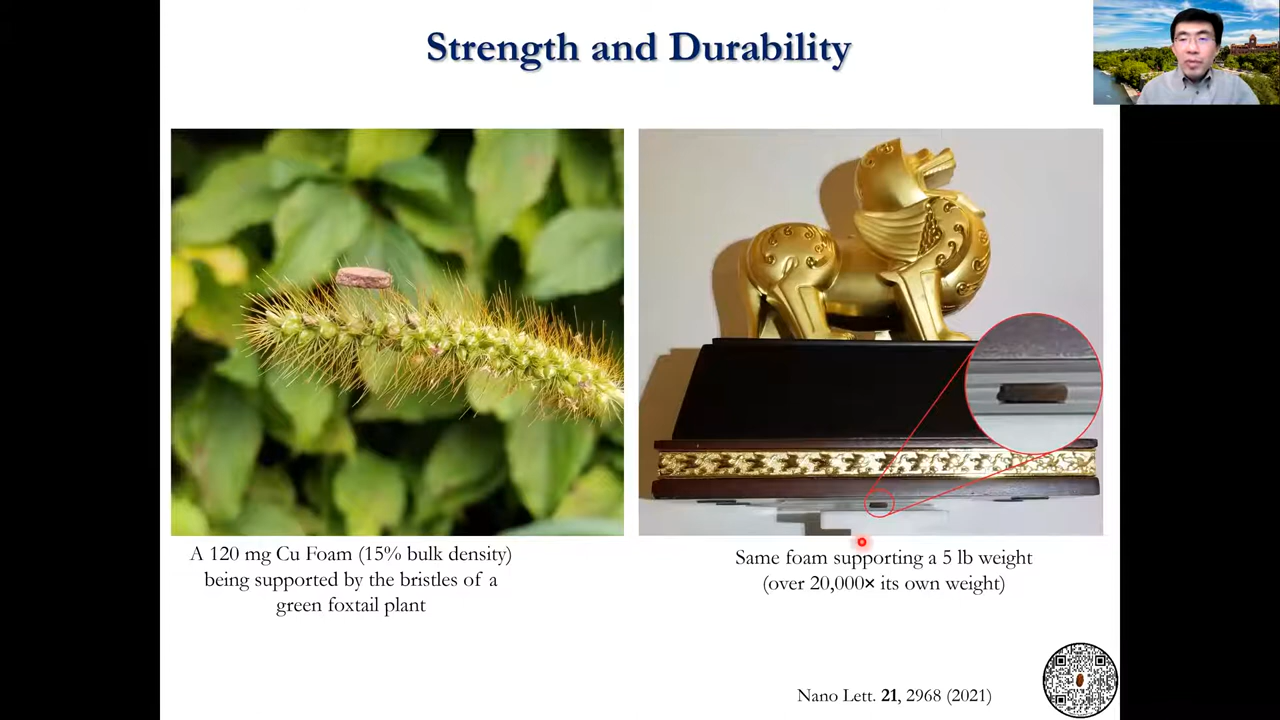 Strength and Durability
A 120 mg Cu Foam (15% bulk density)
being supported by the bristles of a
green foxtail plant
Same foam supporting a 5 lb weight
(over 20,000× its own weight)
Nano Lett. 21, 2968 (2021)